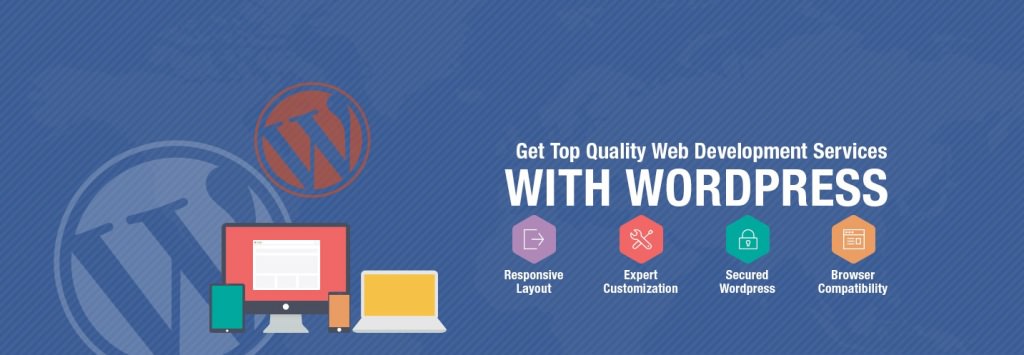 Get Top Quality Web Development Services
WITH WORDPRESS
Responsive
Layout
Expert
Customization
Secured
Wordpress
Browser
Compatibility